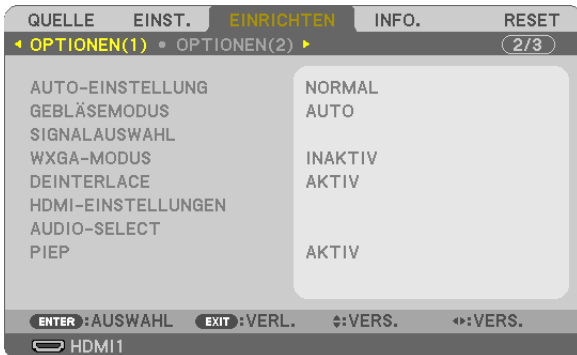 QUELLE EINST. EINRICHTEN INFO. RESET
OPTIONEN(1) • OPTIONEN(2) 2/3
AUTO-EINSTELLUNG NORMAL
GEBLÄSEMODUS AUTO
SIGNALAUSWAHL
WXGA-MODUS INAKTIV
DEINTERLACE AKTIV
HDMI-EINSTELLUNGEN
AUDIO-SELECT
PIEP AKTIV
ENTER :AUSWAHL EXIT :VERL. :VERS. :VERS.
HDMI1